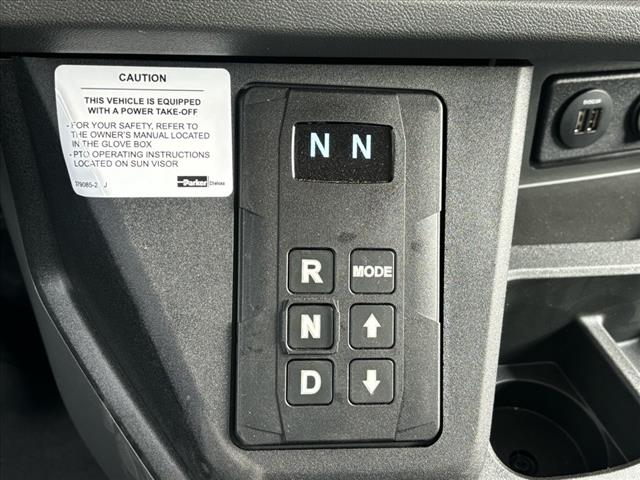 CAUTION
THIS VEHICLE IS EQUIPPED
WITH A POWER TAKE-OFF
- FOR YOUR SAFETY, REFER TO
THE OWNER'S MANUAL LOCATED
IN THE GLOVE BOX
- PTO OPERATING INSTRUCTIONS
LOCATED ON SUN VISOR
Parker Chelsea
N N
R MODE
N ↑
D ↓